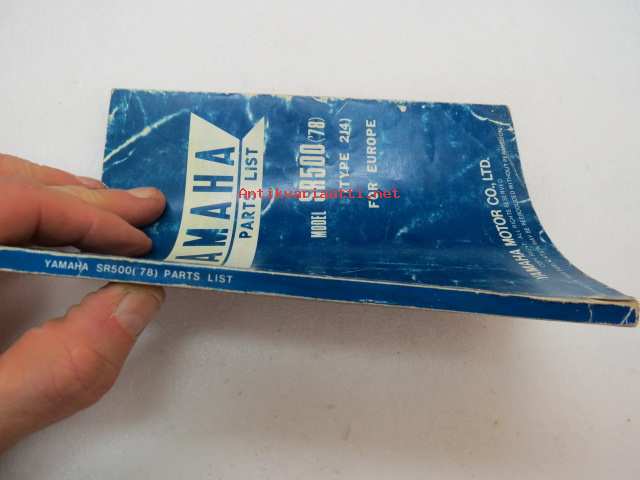 YAMAHA
PARTS LIST
MODEL SR500('78)
(TYPE 2J4)
FOR EUROPE
YAMAHA MOTOR CO., LTD.
YAMAHA SR500('78) PARTS LIST
Antikvariaatti.net